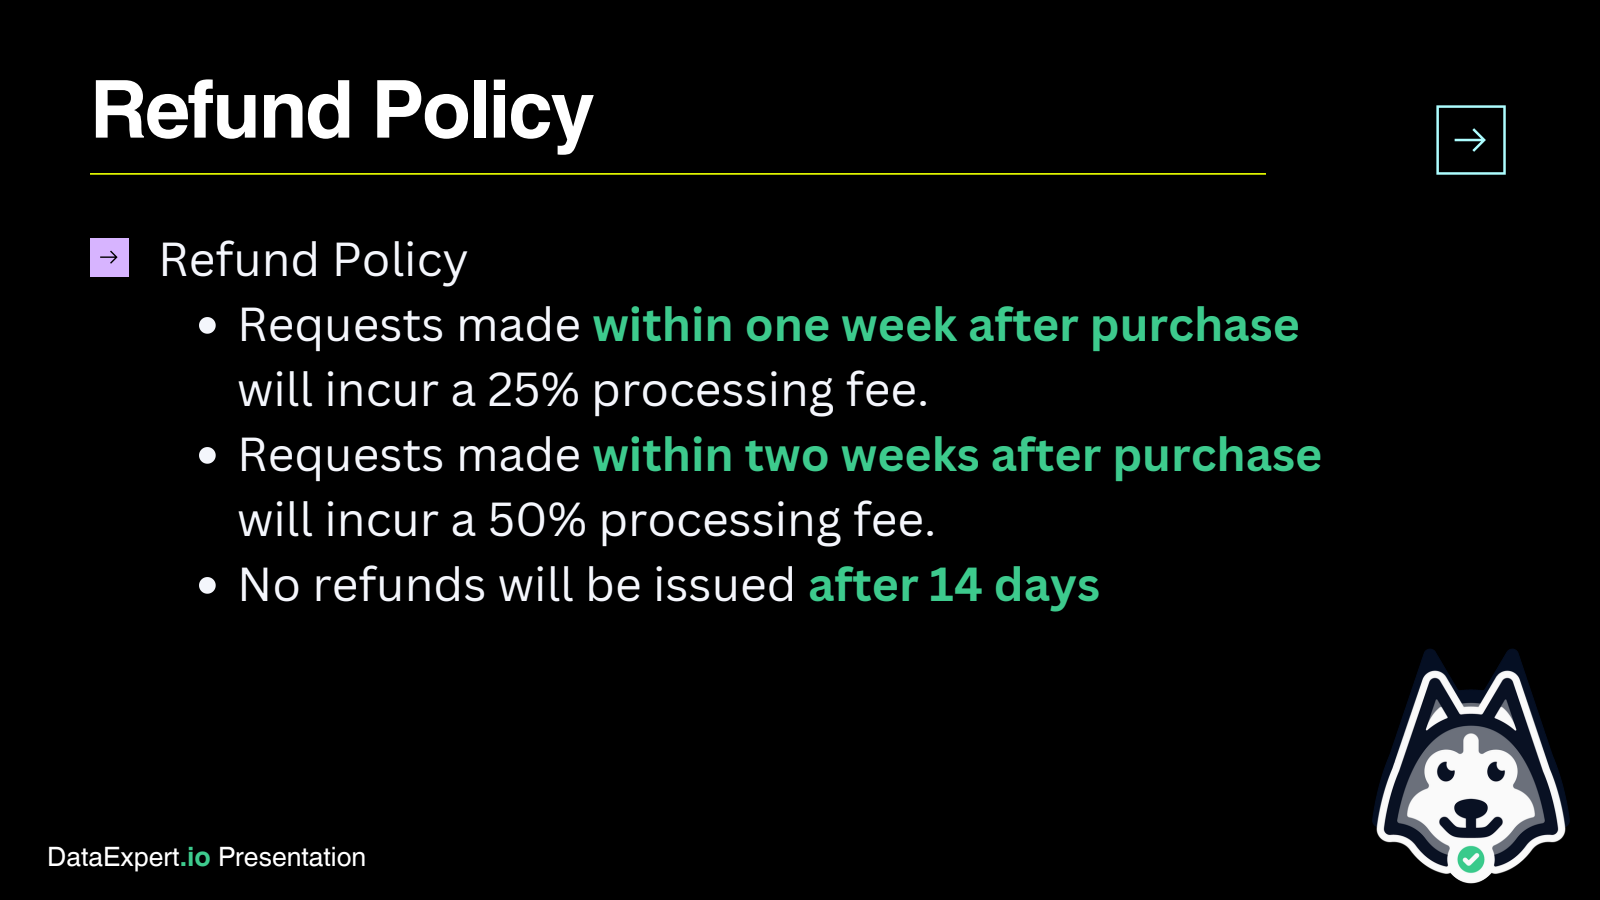 Refund Policy
Refund Policy
Requests made within one week after purchase
will incur a 25% processing fee.
Requests made within two weeks after purchase
will incur a 50% processing fee.
No refunds will be issued after 14 days
DataExpert.io Presentation